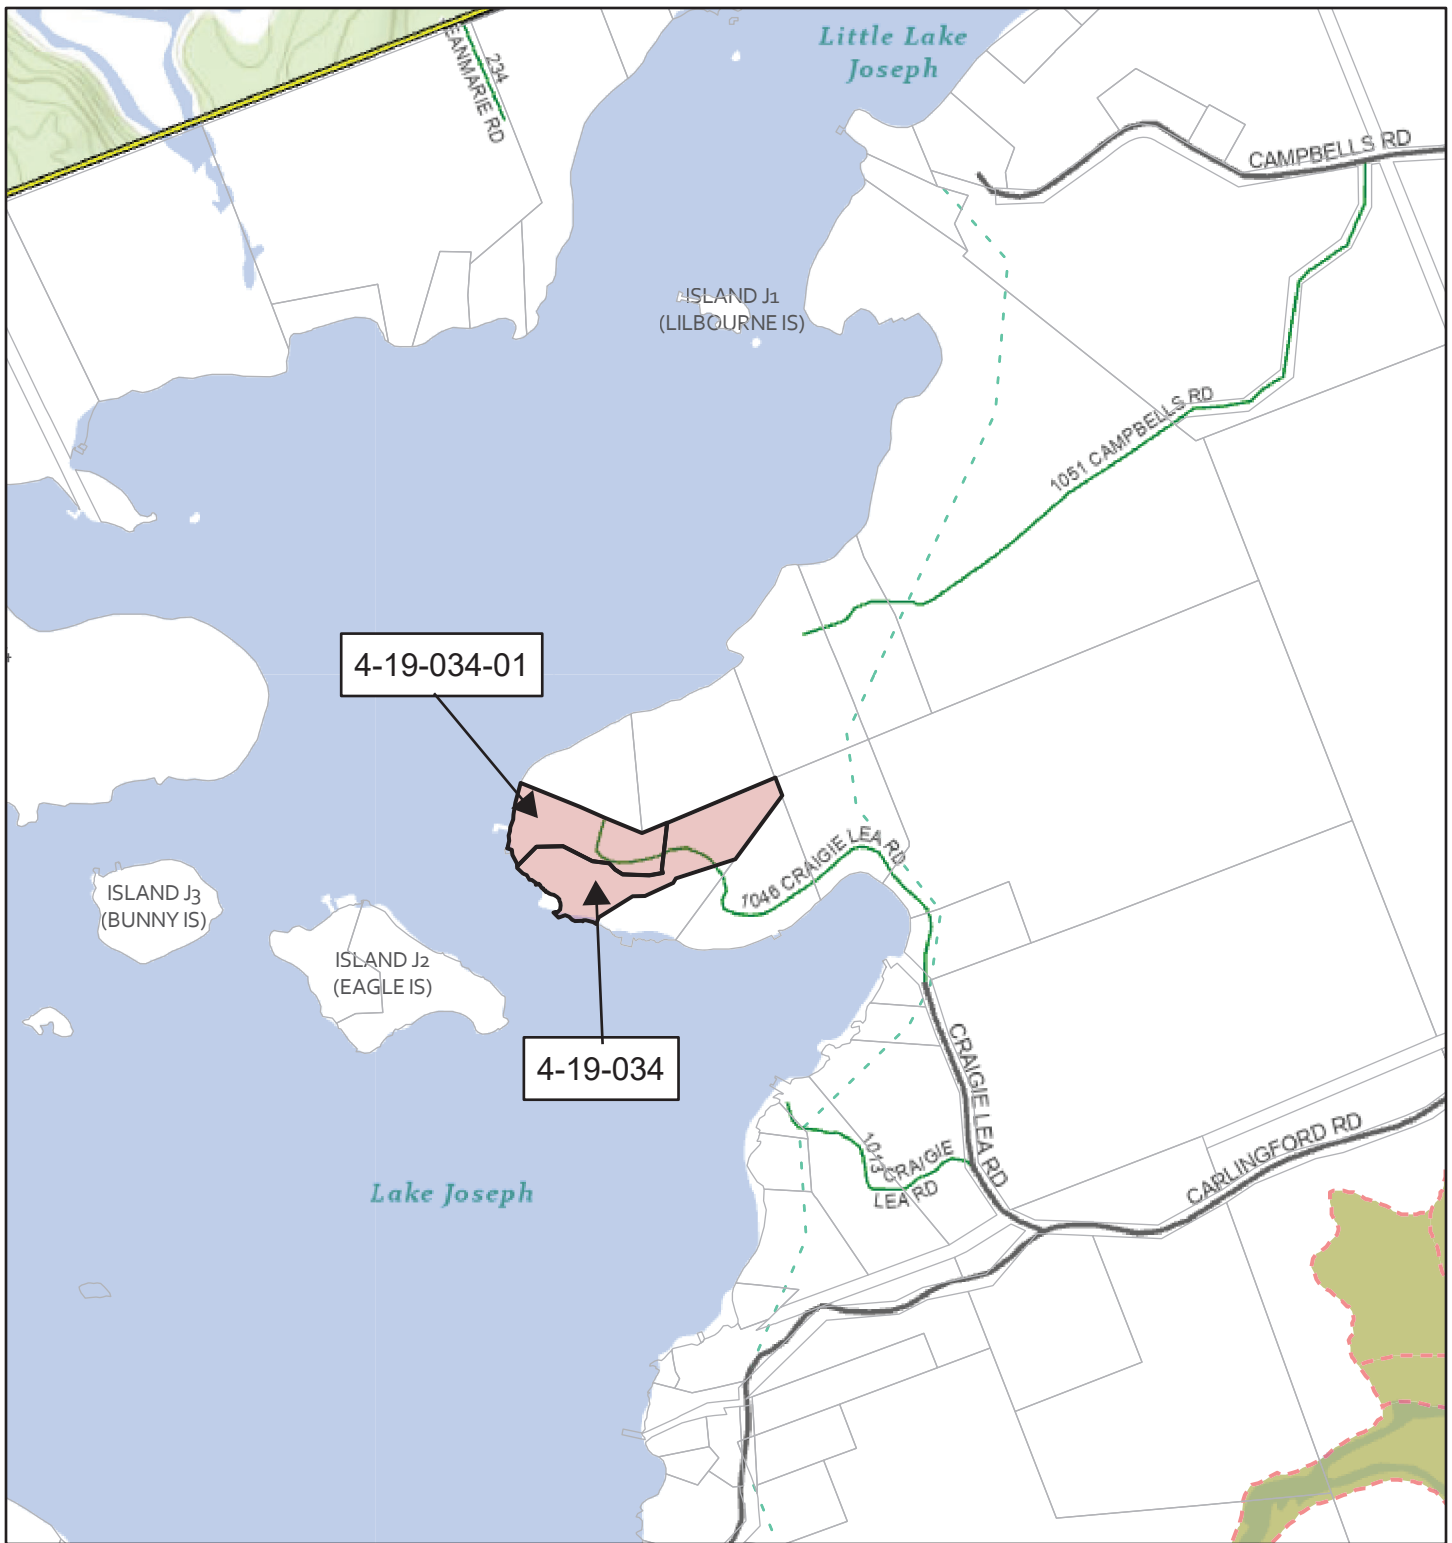 Little Lake
Joseph
234
JEANMARIE RD
CAMPBELLS RD
ISLAND J1
(LILBOURNE IS)
1051 CAMPBELLS RD
4-19-034-01
1046 CRAIGIE LEA RD
ISLAND J3
(BUNNY IS)
ISLAND J2
(EAGLE IS)
4-19-034
CRAIGIE LEA RD
1013 CRAIGIE
LEA RD
CARLINGFORD RD
Lake Joseph